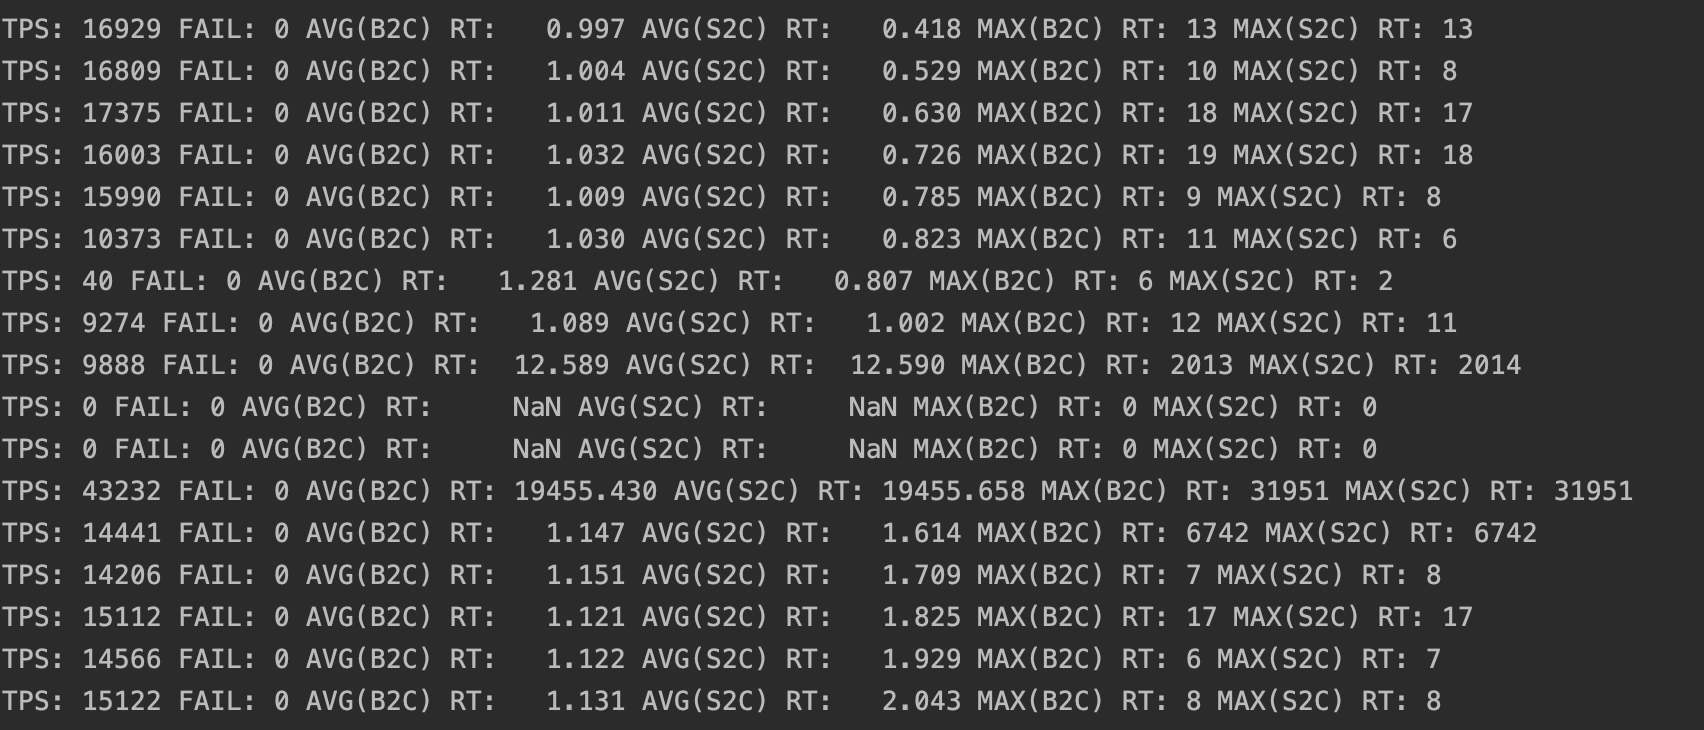 TPS: 16929 FAIL: 0 AVG(B2C) RT:   0.997 AVG(S2C) RT:   0.418 MAX(B2C) RT: 13 MAX(S2C) RT: 13
TPS: 16809 FAIL: 0 AVG(B2C) RT:   1.004 AVG(S2C) RT:   0.529 MAX(B2C) RT: 10 MAX(S2C) RT: 8
TPS: 17375 FAIL: 0 AVG(B2C) RT:   1.011 AVG(S2C) RT:   0.630 MAX(B2C) RT: 18 MAX(S2C) RT: 17
TPS: 16003 FAIL: 0 AVG(B2C) RT:   1.032 AVG(S2C) RT:   0.726 MAX(B2C) RT: 19 MAX(S2C) RT: 18
TPS: 15990 FAIL: 0 AVG(B2C) RT:   1.009 AVG(S2C) RT:   0.785 MAX(B2C) RT: 9 MAX(S2C) RT: 8
TPS: 10373 FAIL: 0 AVG(B2C) RT:   1.030 AVG(S2C) RT:   0.823 MAX(B2C) RT: 11 MAX(S2C) RT: 6
TPS: 40 FAIL: 0 AVG(B2C) RT:   1.281 AVG(S2C) RT:   0.807 MAX(B2C) RT: 6 MAX(S2C) RT: 2
TPS: 9274 FAIL: 0 AVG(B2C) RT:   1.089 AVG(S2C) RT:   1.002 MAX(B2C) RT: 12 MAX(S2C) RT: 11
TPS: 9888 FAIL: 0 AVG(B2C) RT:  12.589 AVG(S2C) RT:  12.590 MAX(B2C) RT: 2013 MAX(S2C) RT: 2014
TPS: 0 FAIL: 0 AVG(B2C) RT:     NaN AVG(S2C) RT:     NaN MAX(B2C) RT: 0 MAX(S2C) RT: 0
TPS: 0 FAIL: 0 AVG(B2C) RT:     NaN AVG(S2C) RT:     NaN MAX(B2C) RT: 0 MAX(S2C) RT: 0
TPS: 43232 FAIL: 0 AVG(B2C) RT: 19455.430 AVG(S2C) RT: 19455.658 MAX(B2C) RT: 31951 MAX(S2C) RT: 31951
TPS: 14441 FAIL: 0 AVG(B2C) RT:   1.147 AVG(S2C) RT:   1.614 MAX(B2C) RT: 6742 MAX(S2C) RT: 6742
TPS: 14206 FAIL: 0 AVG(B2C) RT:   1.151 AVG(S2C) RT:   1.709 MAX(B2C) RT: 7 MAX(S2C) RT: 8
TPS: 15112 FAIL: 0 AVG(B2C) RT:   1.121 AVG(S2C) RT:   1.825 MAX(B2C) RT: 17 MAX(S2C) RT: 17
TPS: 14566 FAIL: 0 AVG(B2C) RT:   1.122 AVG(S2C) RT:   1.929 MAX(B2C) RT: 6 MAX(S2C) RT: 7
TPS: 15122 FAIL: 0 AVG(B2C) RT:   1.131 AVG(S2C) RT:   2.043 MAX(B2C) RT: 8 MAX(S2C) RT: 8